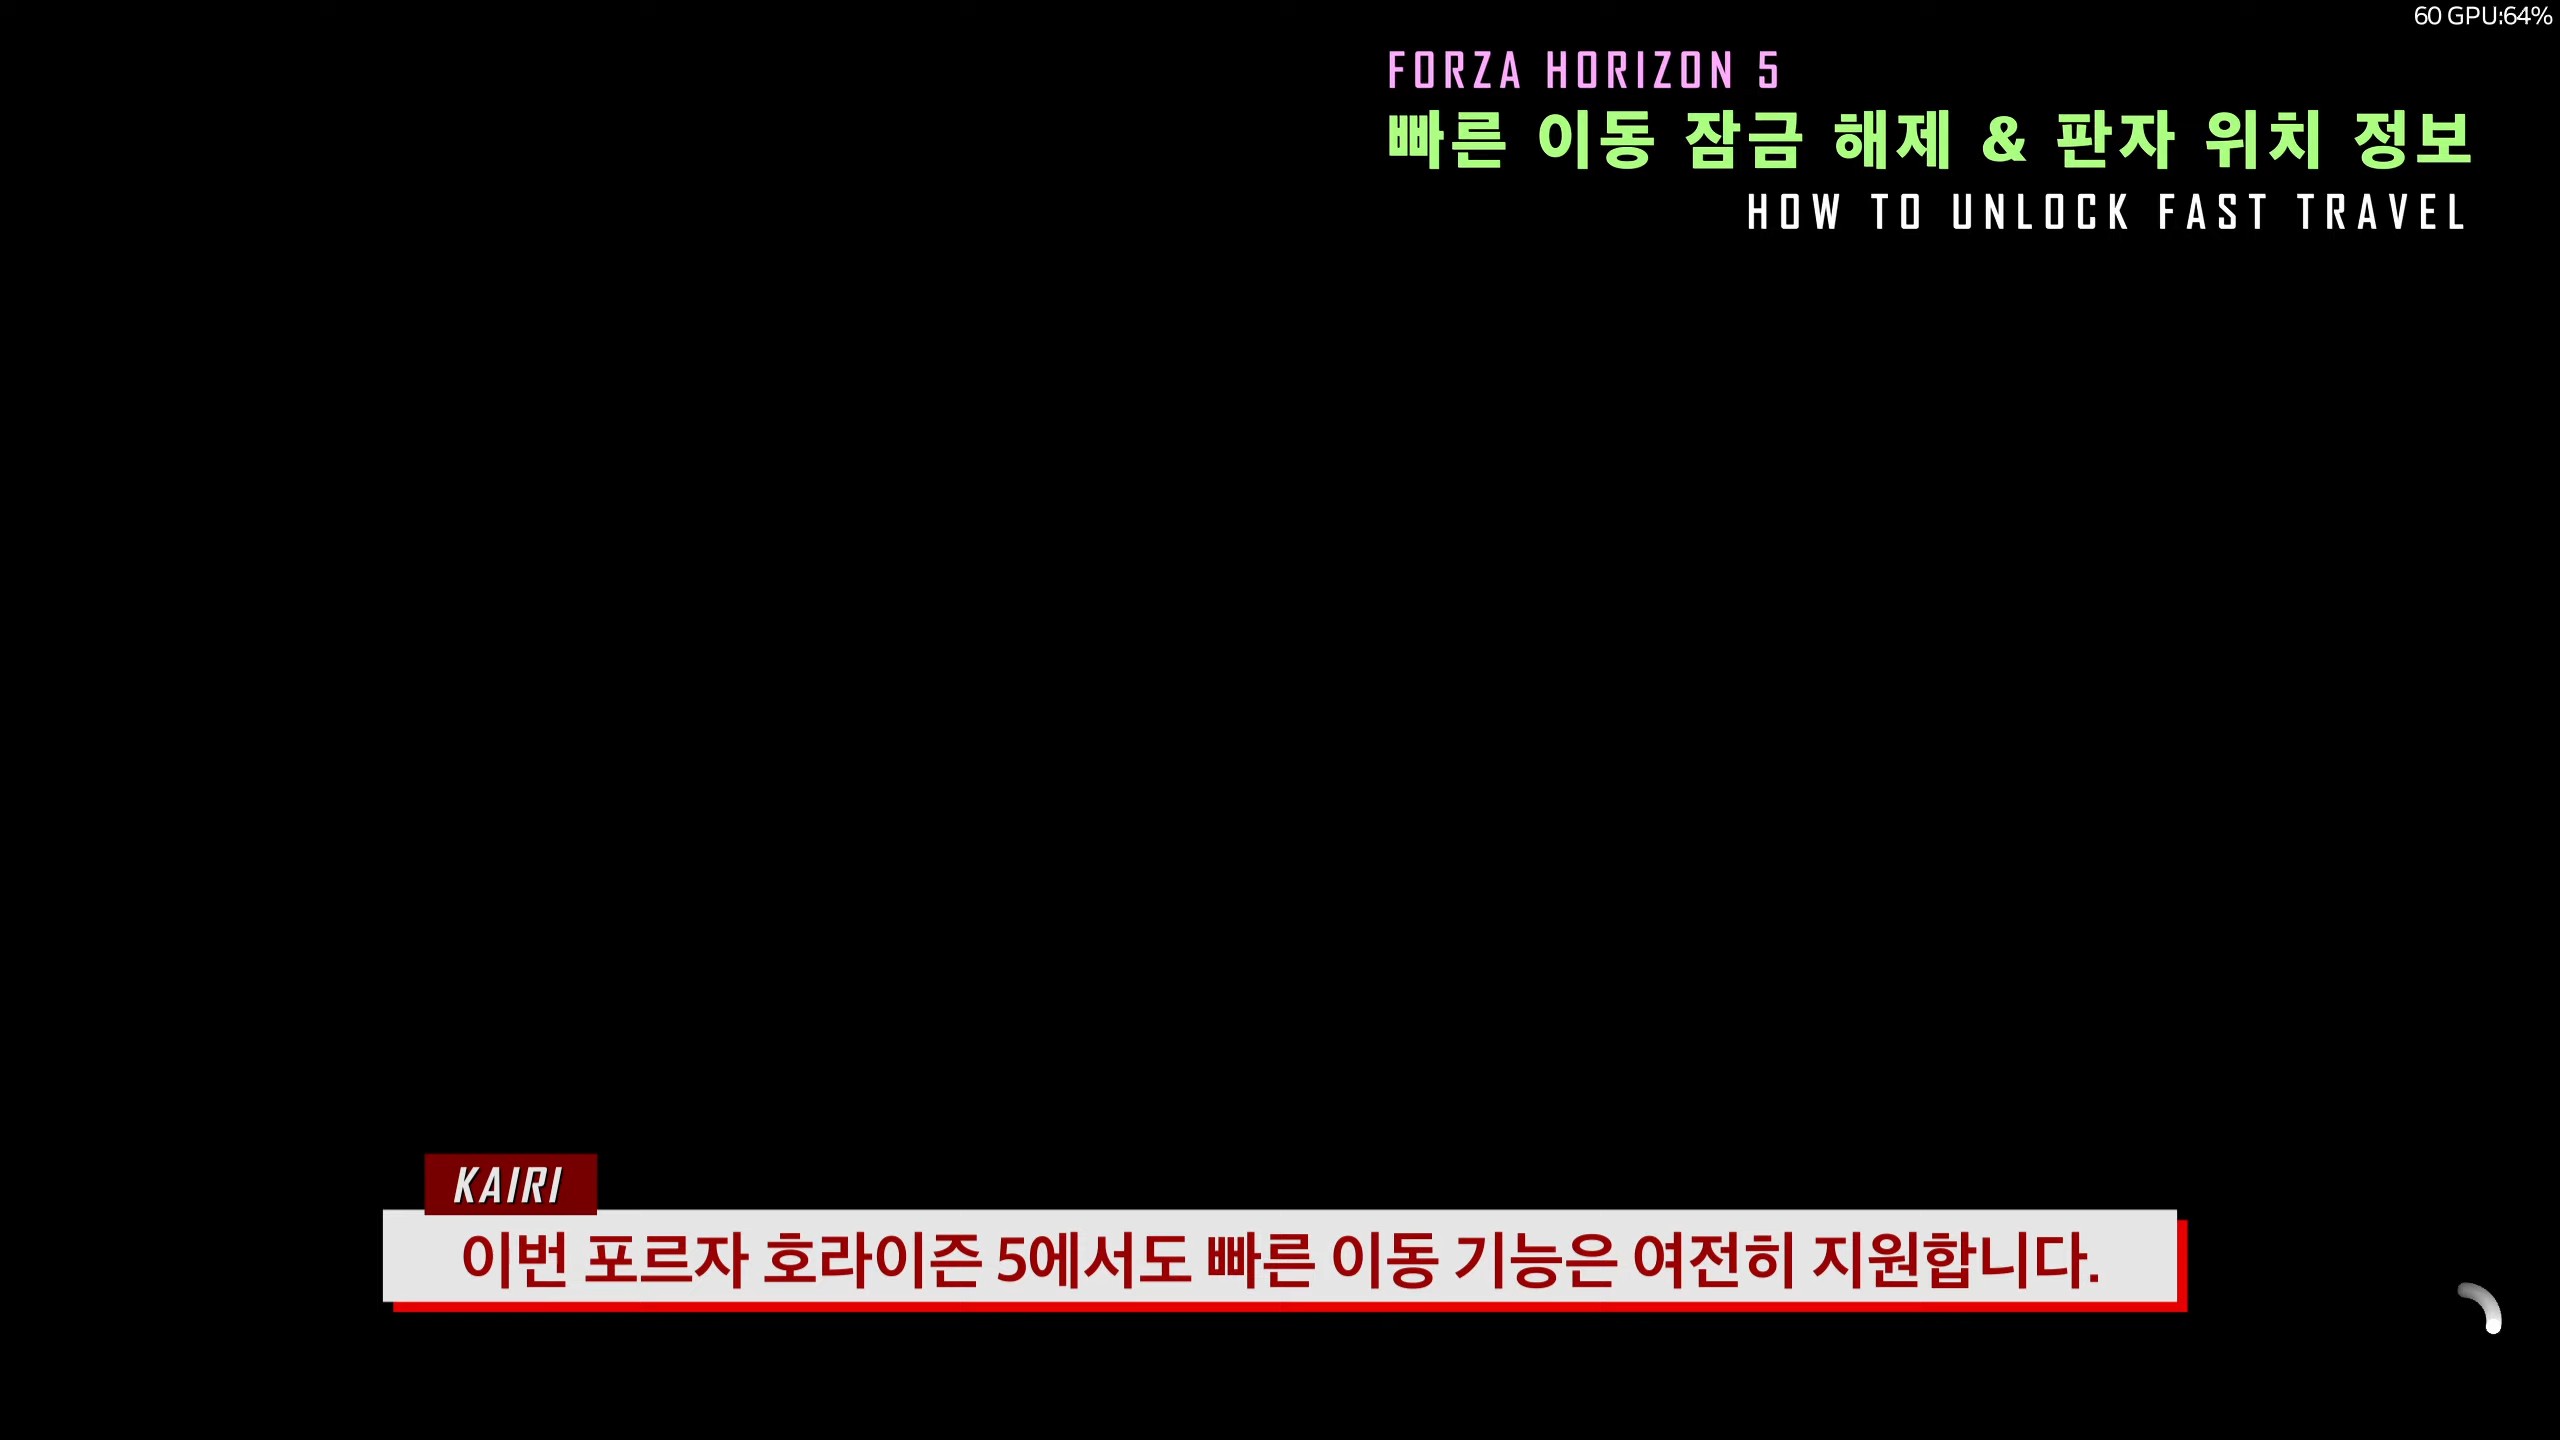 60 GPU:64%
FORZA HORIZON 5
빠른 이동 잠금 해제 & 판자 위치 정보
HOW TO UNLOCK FAST TRAVEL
KAIRI
이번 포르자 호라이즌 5에서도 빠른 이동 기능은 여전히 지원합니다.